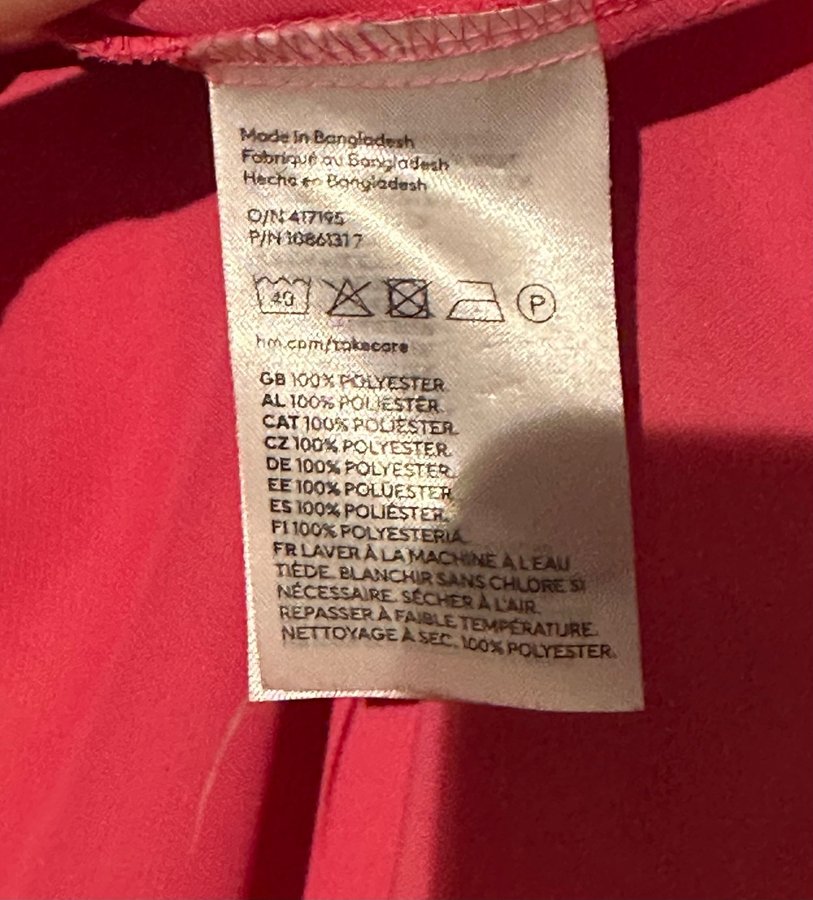 Made in Bangladesh
Fabriqué au Bangladesh
Hecho en Bangladesh
O/N 417195
P/N 10861317
40
P
hm.com/takecare
GB 100% POLYESTER.
AL 100% POLIESTËR.
CAT 100% POLIÈSTER.
CZ 100% POLYESTER.
DE 100% POLYESTER.
EE 100% POLÜESTER.
ES 100% POLIÉSTER.
FI 100% POLYESTERIÄ.
FR LAVER À LA MACHINE À L'EAU
TIÈDE. BLANCHIR SANS CHLORE SI
NÉCESSAIRE. SÉCHER À L'AIR.
REPASSER À FAIBLE TEMPÉRATURE.
NETTOYAGE À SEC. 100% POLYESTER.